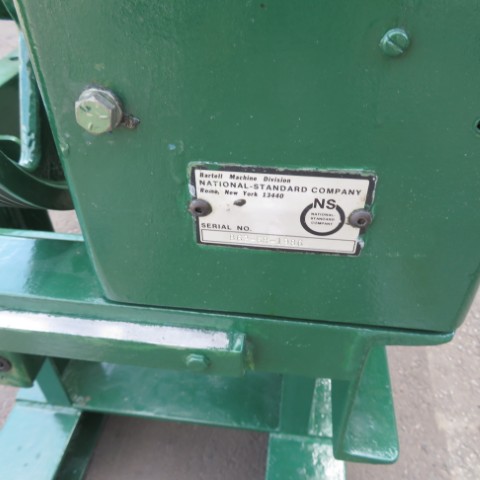 Bartell Machine Division
NATIONAL-STANDARD COMPANY
Rome, New York 13440
NS
NATIONAL
STANDARD
COMPANY
SERIAL NO.